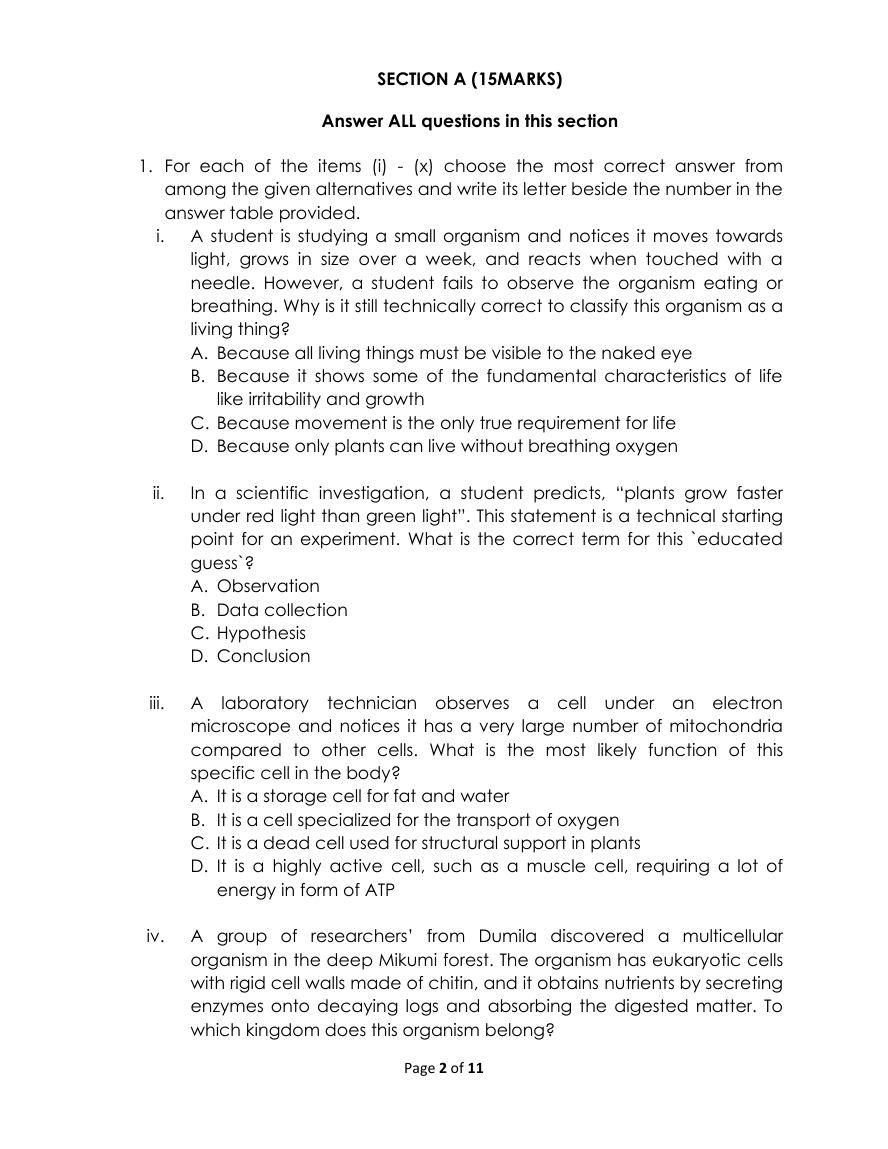 SECTION A (15MARKS)
Answer ALL questions in this section
1. For each of the items (i) - (x) choose the most correct answer from
among the given alternatives and write its letter beside the number in the
answer table provided.
i. A student is studying a small organism and notices it moves towards
light, grows in size over a week, and reacts when touched with a
needle. However, a student fails to observe the organism eating or
breathing. Why is it still technically correct to classify this organism as a
living thing?
A. Because all living things must be visible to the naked eye
B. Because it shows some of the fundamental characteristics of life
like irritability and growth
C. Because movement is the only true requirement for life
D. Because only plants can live without breathing oxygen
ii. In a scientific investigation, a student predicts, “plants grow faster
under red light than green light”. This statement is a technical starting
point for an experiment. What is the correct term for this `educated
guess`?
A. Observation
B. Data collection
C. Hypothesis
D. Conclusion
iii. A laboratory technician observes a cell under an electron
microscope and notices it has a very large number of mitochondria
compared to other cells. What is the most likely function of this
specific cell in the body?
A. It is a storage cell for fat and water
B. It is a cell specialized for the transport of oxygen
C. It is a dead cell used for structural support in plants
D. It is a highly active cell, such as a muscle cell, requiring a lot of
energy in form of ATP
iv. A group of researchers’ from Dumila discovered a multicellular
organism in the deep Mikumi forest. The organism has eukaryotic cells
with rigid cell walls made of chitin, and it obtains nutrients by secreting
enzymes onto decaying logs and absorbing the digested matter. To
which kingdom does this organism belong?
Page 2 of 11